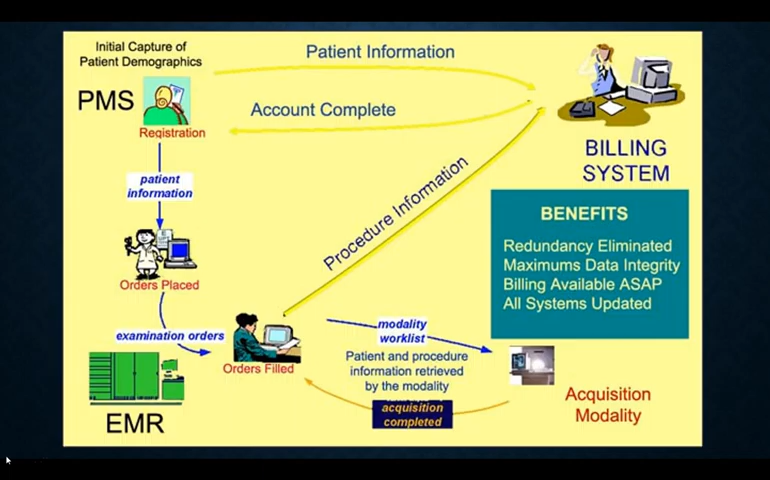 Initial Capture of
Patient Demographics
PMS
Registration
Patient Information
Account Complete
BILLING
SYSTEM
patient
information
Orders Placed
Procedure Information
BENEFITS
Redundancy Eliminated
Maximums Data Integrity
Billing Available ASAP
All Systems Updated
examination orders
Orders Filled
modality
worklist
Patient and procedure
information retrieved
by the modality
acquisition
completed
Acquisition
Modality
EMR